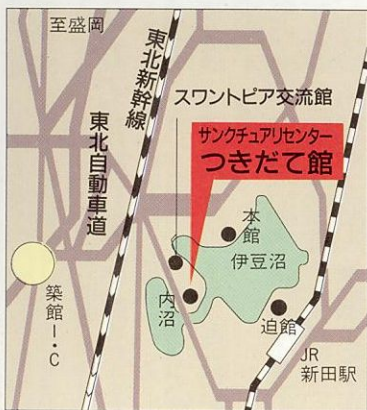 至盛岡
東北新幹線
東北自動車道
スワントピア交流館
サンクチュアリセンター
つきだて館
本館
伊豆沼
内沼
迫館
築館I・C
JR
新田駅